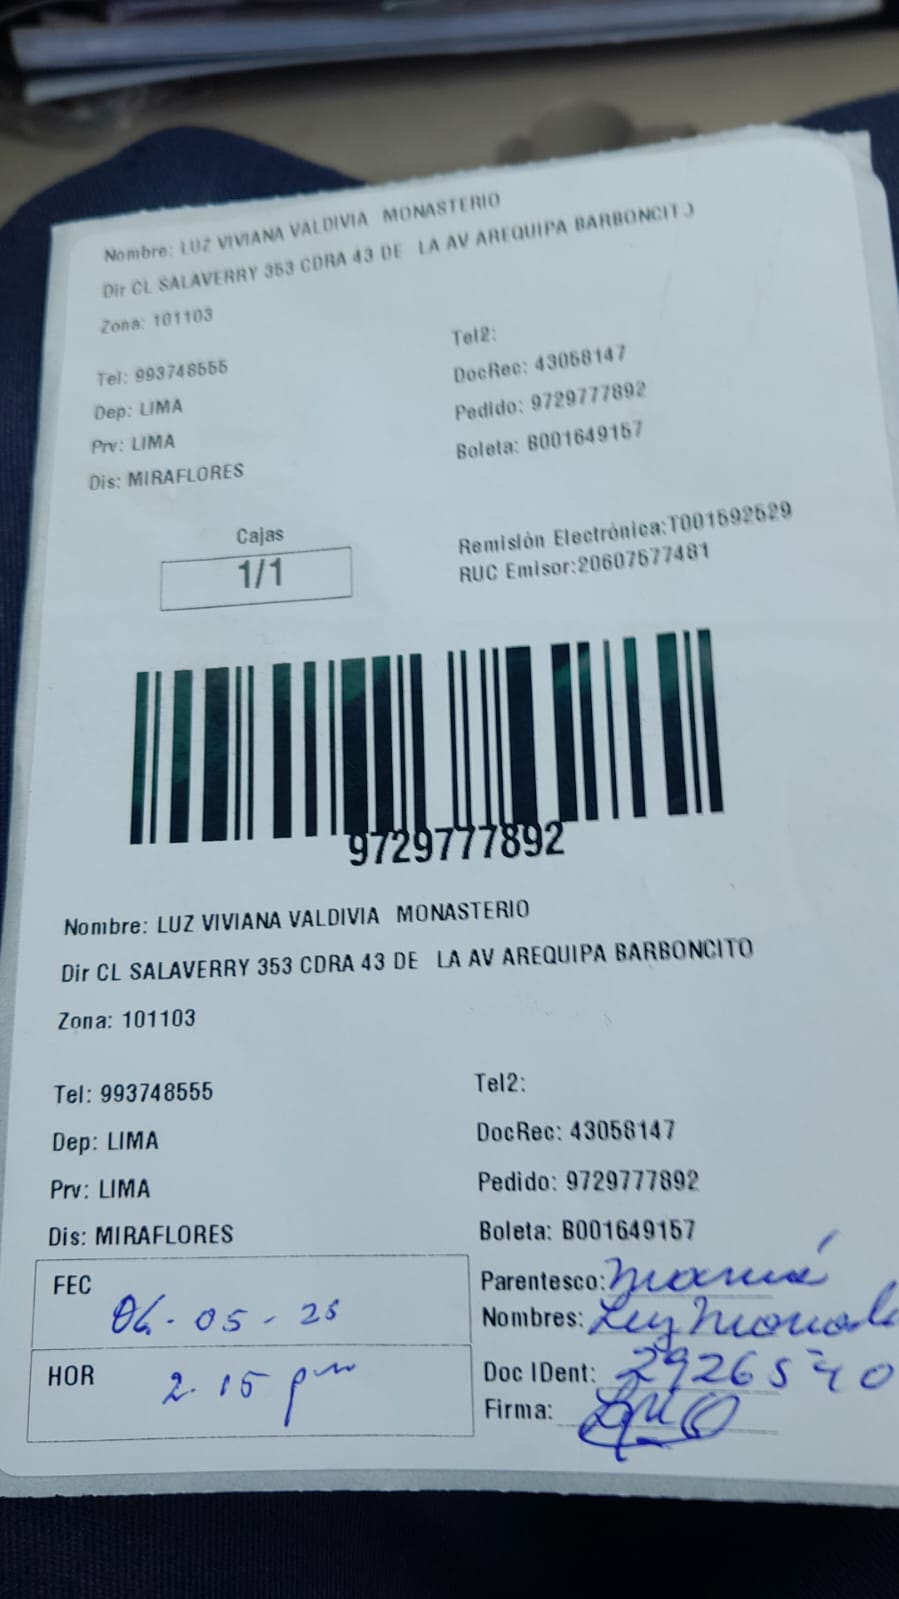 Nombre: LUZ VIVIANA VALDIVIA MONASTERIO
Dir CL SALAVERRY 353 CDRA 43 DE LA AV AREQUIPA BARBONCITO
Zona: 101103
Tel2:
Tel: 993748555
DocRec: 43058147
Dep: LIMA
Pedido: 9729777892
Prv: LIMA
Boleta: B001649157
Dis: MIRAFLORES
Cajas
1/1
Remisión Electrónica:T001592529
RUC Emisor:20607577481
9729777892
Nombre: LUZ VIVIANA VALDIVIA MONASTERIO
Dir CL SALAVERRY 353 CDRA 43 DE LA AV AREQUIPA BARBONCITO
Zona: 101103
Tel: 993748555
Tel2:
Dep: LIMA
DocRec: 43058147
Prv: LIMA
Pedido: 9729777892
Dis: MIRAFLORES
Boleta: B001649157
FEC
06-05-25
Parentesco: mamá
Nombres: Luz
HOR
2.15 pm
Doc IDent: 29265
Firma: